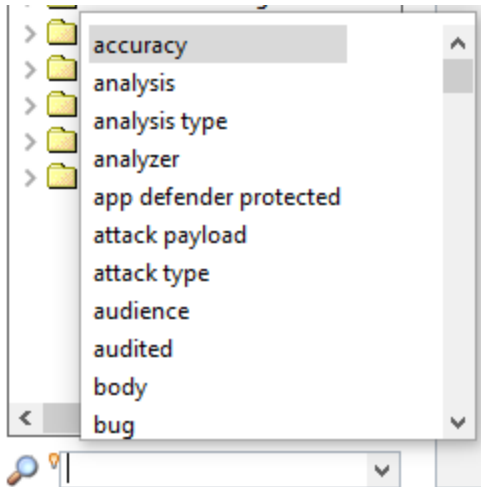 accuracy
analysis
analysis type
analyzer
app defender protected
attack payload
attack type
audience
audited
body
bug